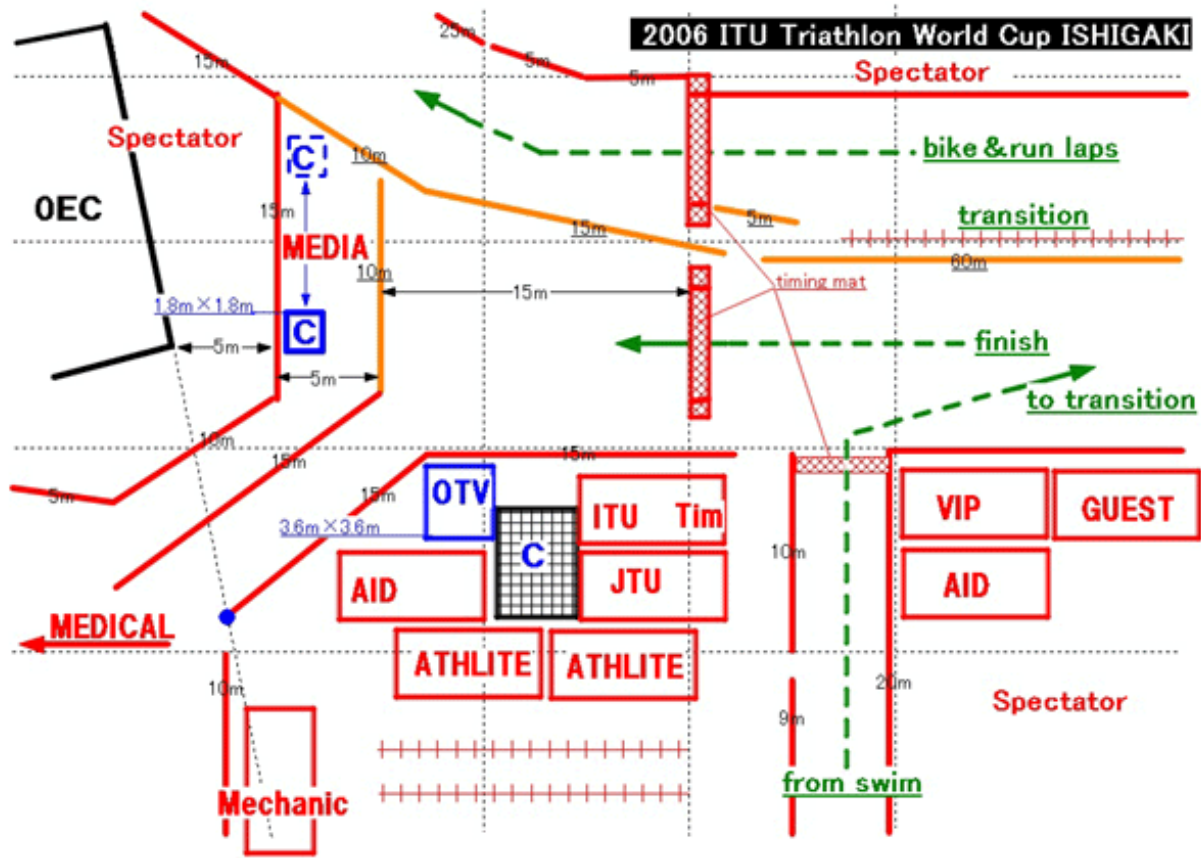 2006 ITU Triathlon World Cup ISHIGAKI
25m
15m
5m
5m
Spectator
Spectator
C
10m
bike & run laps
OEC
15m
MEDIA
15m
5m
transition
10m
60m
15m
timing mat
1.8m×1.8m
C
5m
5m
finish
to transition
10m
15m
15m
5m
15m
OTV
ITU Tim
VIP
GUEST
3.6m×3.6m
C
10m
AID
JTU
AID
MEDICAL
ATHLITE
ATHLITE
10m
20m
9m
Spectator
from swim
Mechanic